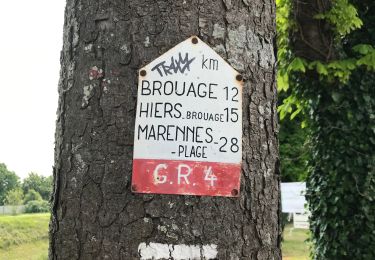 km
BROUAGE 12
HIERS-BROUAGE 15
MARENNES- 28
- PLAGE
G.R. 4